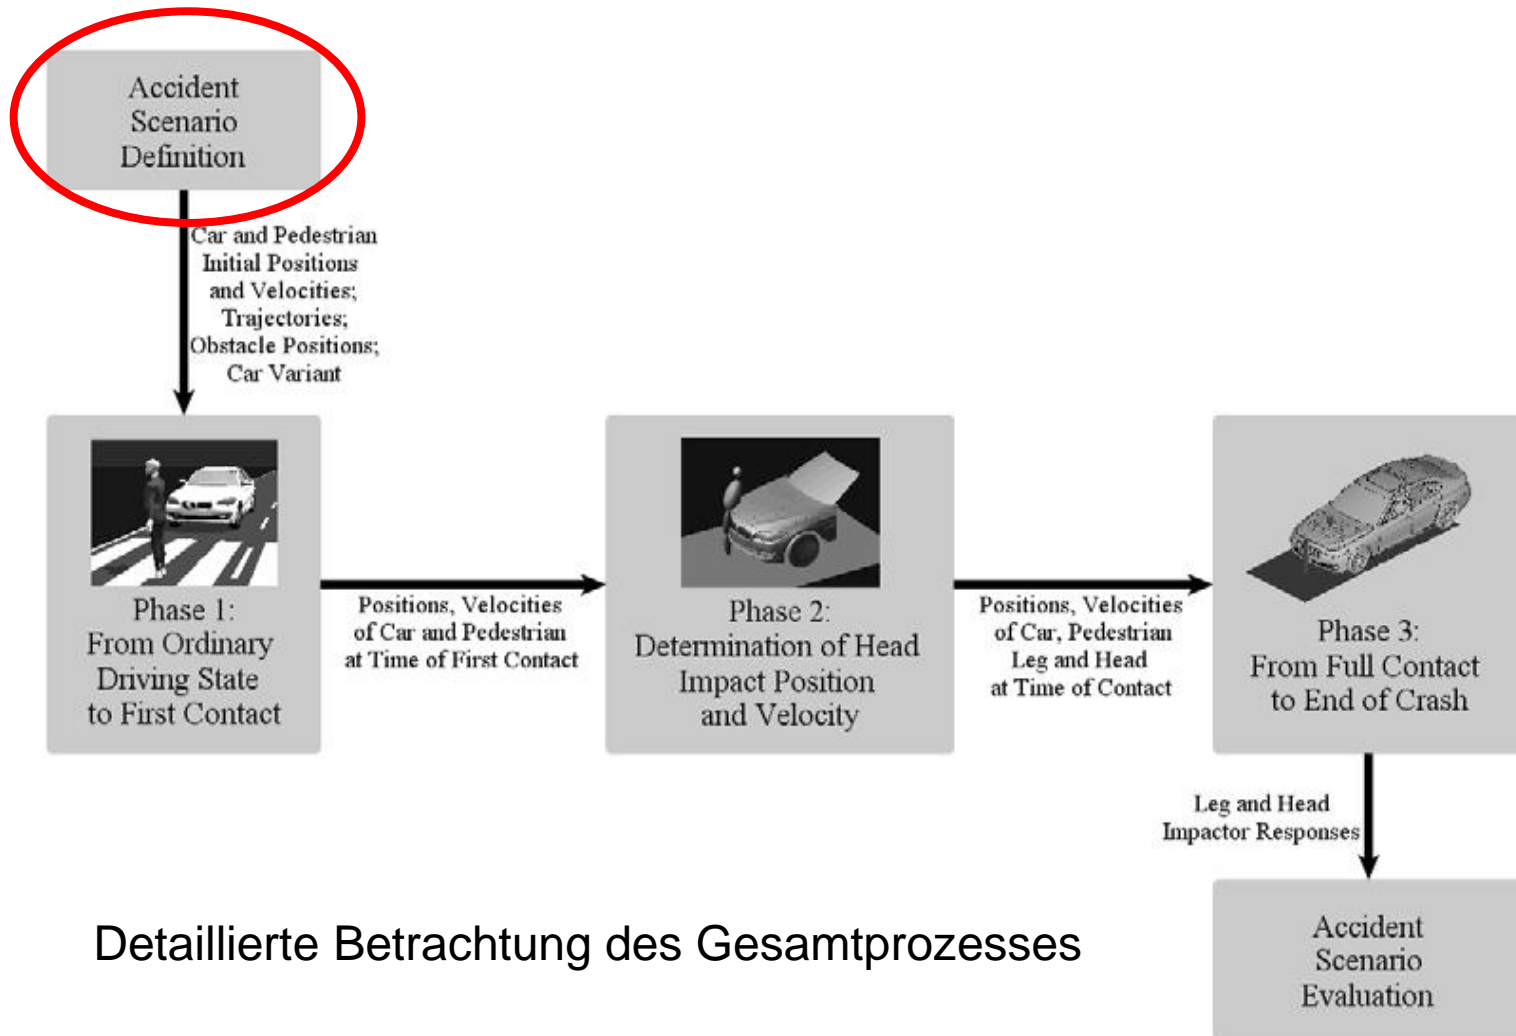 Accident
Scenario
Definition
Car and Pedestrian
Initial Positions
and Velocities;
Trajectories;
Obstacle Positions;
Car Variant
Phase 1:
From Ordinary
Driving State
to First Contact
Positions, Velocities
of Car and Pedestrian
at Time of First Contact
Phase 2:
Determination of Head
Impact Position
and Velocity
Positions, Velocities
of Car, Pedestrian
Leg and Head
at Time of Contact
Phase 3:
From Full Contact
to End of Crash
Leg and Head
Impactor Responses
Accident
Scenario
Evaluation
Detaillierte Betrachtung des Gesamtprozesses